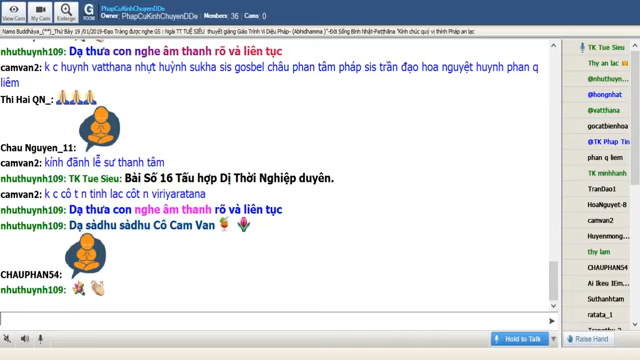 PhapCuKinhChuyenDDe
Owner: PhapCuKinhChuyenDDe Members: 36 Cams: 0
View Cams My Cam Enlarge ROOM
Namo Buddhaya_(**)_Thứ Bảy 19 /01/2019-Đạo Tràng được nghe GS : Ngài TT TUỆ SIÊU thuyết giảng Giáo Trình Vi Diệu Pháp- (Abhidhamma )"-Đời Sống Bình Nhật-Paṭṭhāna "Kính chúc quý vị thính Pháp an lạc"
nhuthuynh109: Dạ thưa con nghe âm thanh rõ và liên tục
camvan2: k c huynh vatthana nhựt huỳnh sukha sis gosbel châu phan tâm pháp sis trần đạo hoa nguyệt huynh phan q liêm
Thi Hai QN_:
Chau Nguyen_11:
camvan2: kính đãnh lễ sư thanh tâm
nhuthuynh109: TK Tue Sieu: Bài Số 16 Tấu hợp Dị Thời Nghiệp duyên.
camvan2: k c cô t n tinh lac côt n viriyaratana
nhuthuynh109: Dạ thưa con nghe âm thanh rõ và liên tục
nhuthuynh109: Dạ sàdhu sàdhu Cô Cam Van
CHAUPHAN54:
nhuthuynh109:
TK Tue Sieu
Thy an lac
@nhuthuyn
@hongnhat
@vatthana
gocatbienhoa
@TK Phap Tin
phan q liem
TK minhhanh
TranDao1
HoaNguyet-8
camvan2
Huyenmong
thy lam
CHAUPHAN54
Ai Ikeu IEm
Suthanhtam
ratata_1
Hold to Talk
Raise Hand